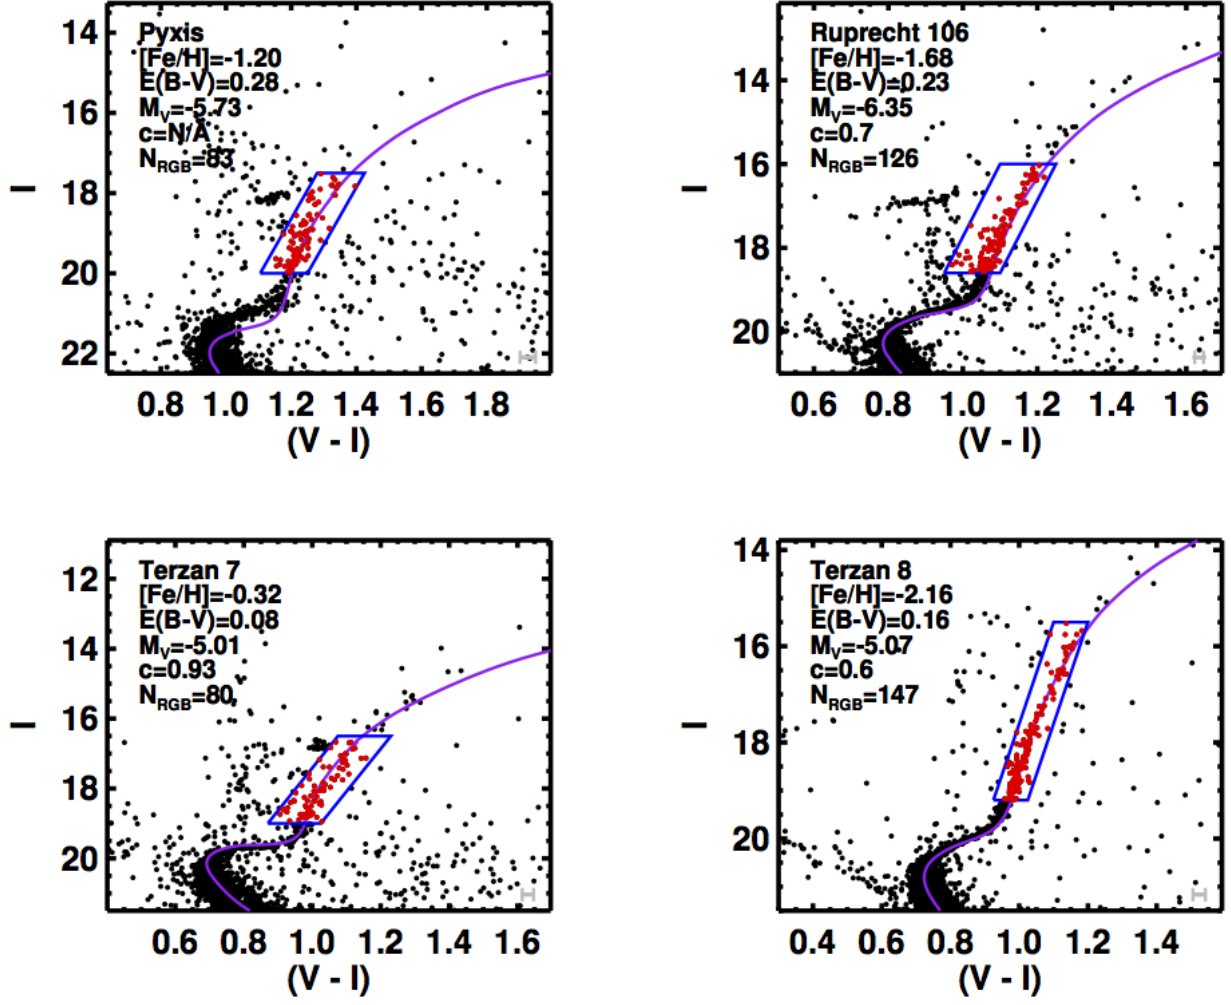 Pyxis
[Fe/H]=-1.20
E(B-V)=0.28
M_V=-5.73
c=N/A
N_RGB=83
14
16
18
20
22
I
0.8 1.0 1.2 1.4 1.6 1.8
(V - I)
Ruprecht 106
[Fe/H]=-1.68
E(B-V)=0.23
M_V=-6.35
c=0.7
N_RGB=126
14
16
18
20
I
0.6 0.8 1.0 1.2 1.4 1.6
(V - I)
Terzan 7
[Fe/H]=-0.32
E(B-V)=0.08
M_V=-5.01
c=0.93
N_RGB=80
12
14
16
18
20
I
0.6 0.8 1.0 1.2 1.4 1.6
(V - I)
Terzan 8
[Fe/H]=-2.16
E(B-V)=0.16
M_V=-5.07
c=0.6
N_RGB=147
14
16
18
20
I
0.4 0.6 0.8 1.0 1.2 1.4
(V - I)